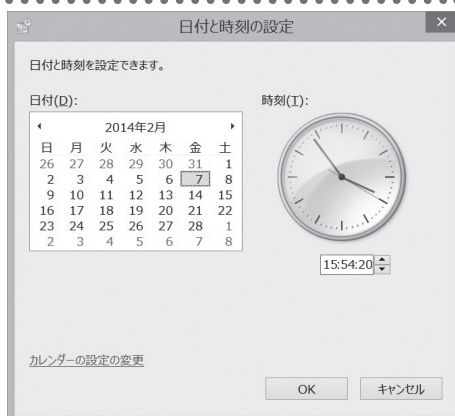 日付と時刻の設定
日付と時刻を設定できます。
日付(D):
2014年2月
日 月 火 水 木 金 土
26 27 28 29 30 31 1
2 3 4 5 6 7 8
9 10 11 12 13 14 15
16 17 18 19 20 21 22
23 24 25 26 27 28 1
2 3 4 5 6 7 8
時刻(T):
15:54:20
カレンダーの設定の変更
OK キャンセル